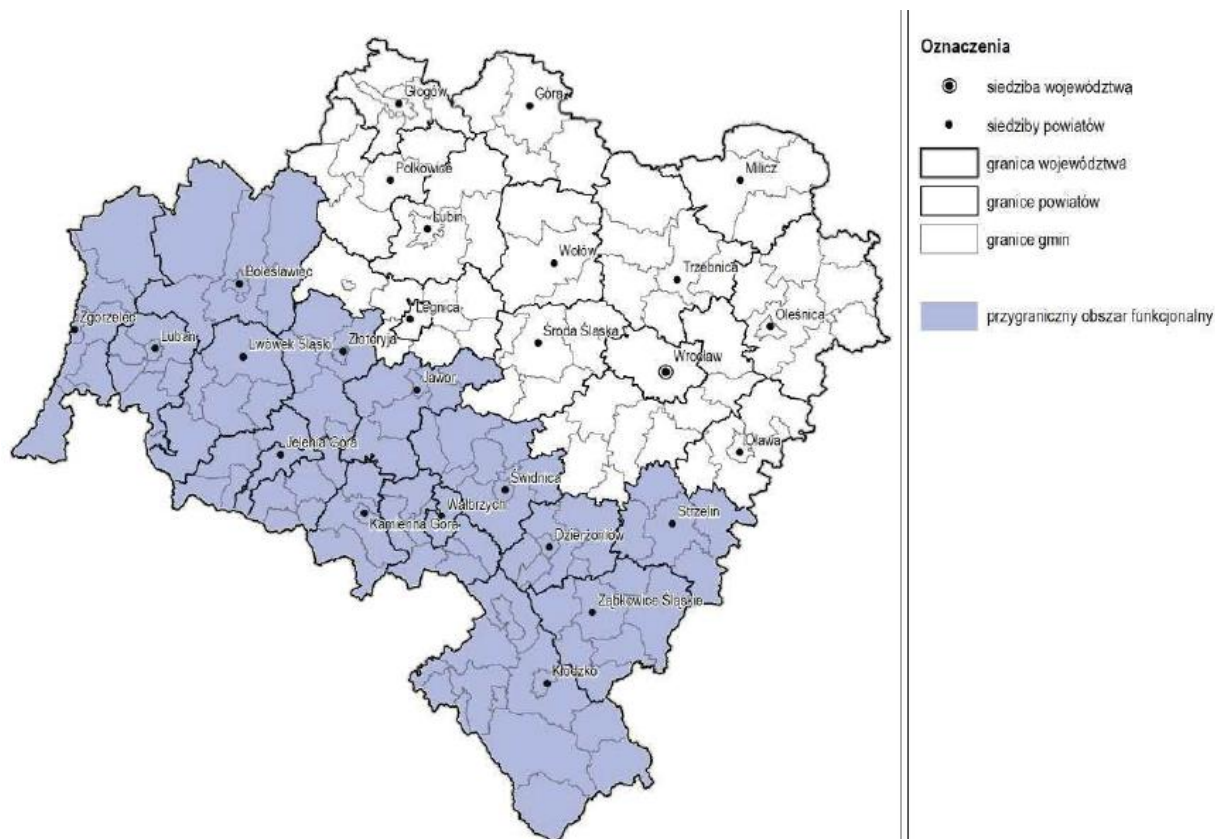 Głogów
Góra
Polkowice
Milicz
Lubin
Wołów
Trzebnica
Bolesławiec
Legnica
Oleśnica
Zgorzelec
Środa Śląska
Lubań
Lwówek Śląski
Złotoryja
Wrocław
Jawor
Jelenia Góra
Oława
Świdnica
Wałbrzych
Kamienna Góra
Strzelin
Dzierżoniów
Ząbkowice Śląskie
Kłodzko
Oznaczenia
siedziba województwą
siedziby powiatów
granica województwa
granice powiatów
granice gmin
przygraniczny obszar funkcjonalny